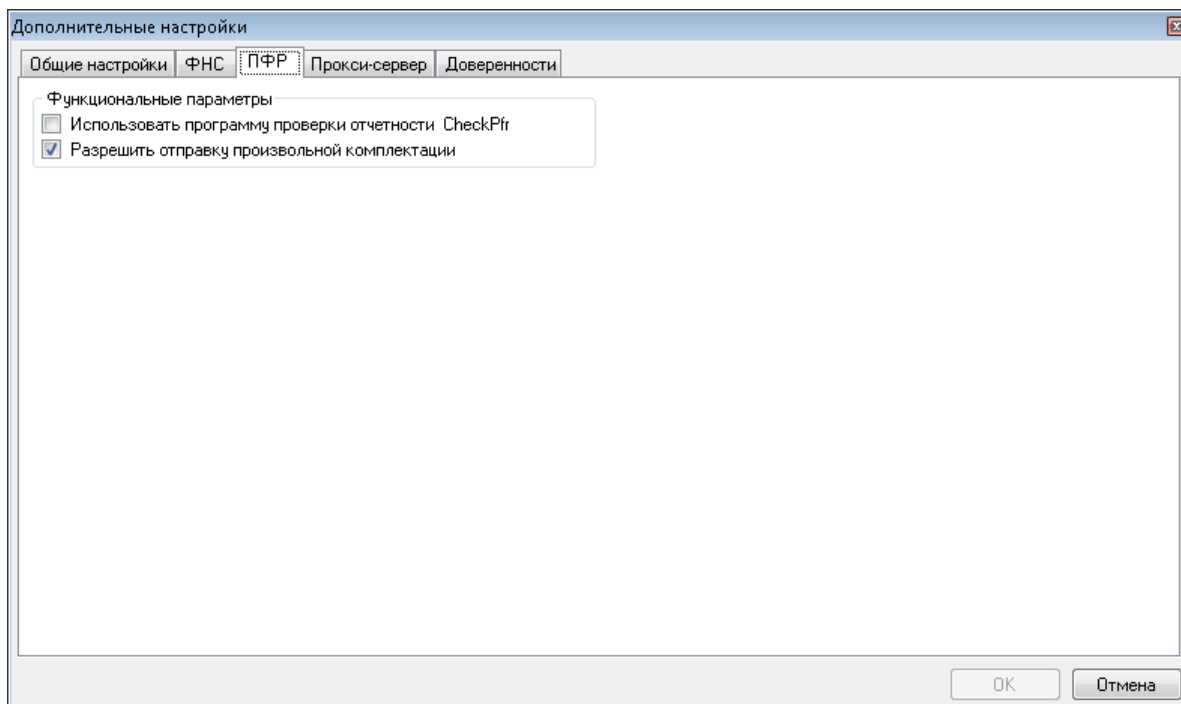 Дополнительные настройки
Общие настройки ФНС ПФР Прокси-сервер Доверенности
Функциональные параметры
Использовать программу проверки отчетности CheckPfr
Разрешить отправку произвольной комплектации
OK Отмена